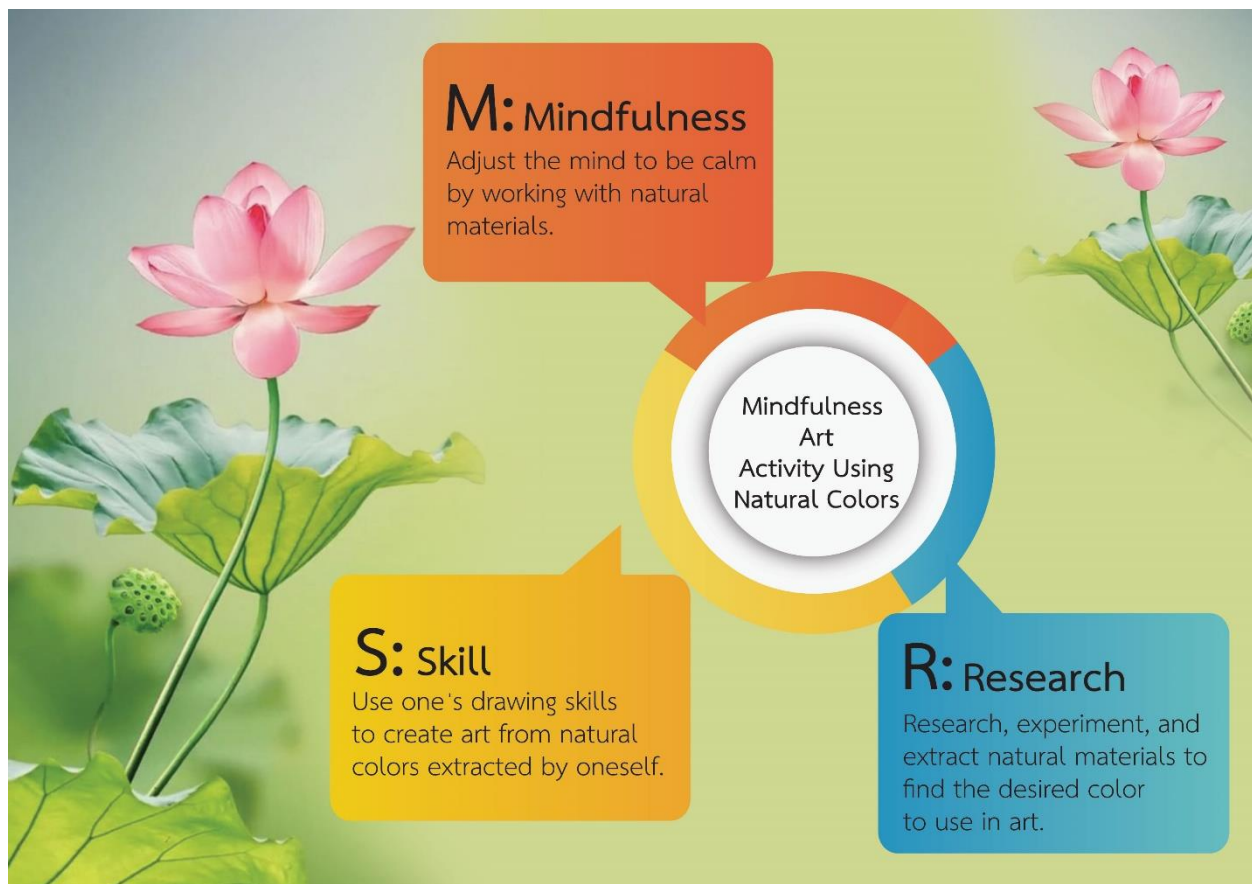 M: Mindfulness
Adjust the mind to be calm
by working with natural
materials.
Mindfulness
Art
Activity Using
Natural Colors
S: Skill
Use one's drawing skills
to create art from natural
colors extracted by oneself.
R: Research
Research, experiment, and
extract natural materials to
find the desired color
to use in art.